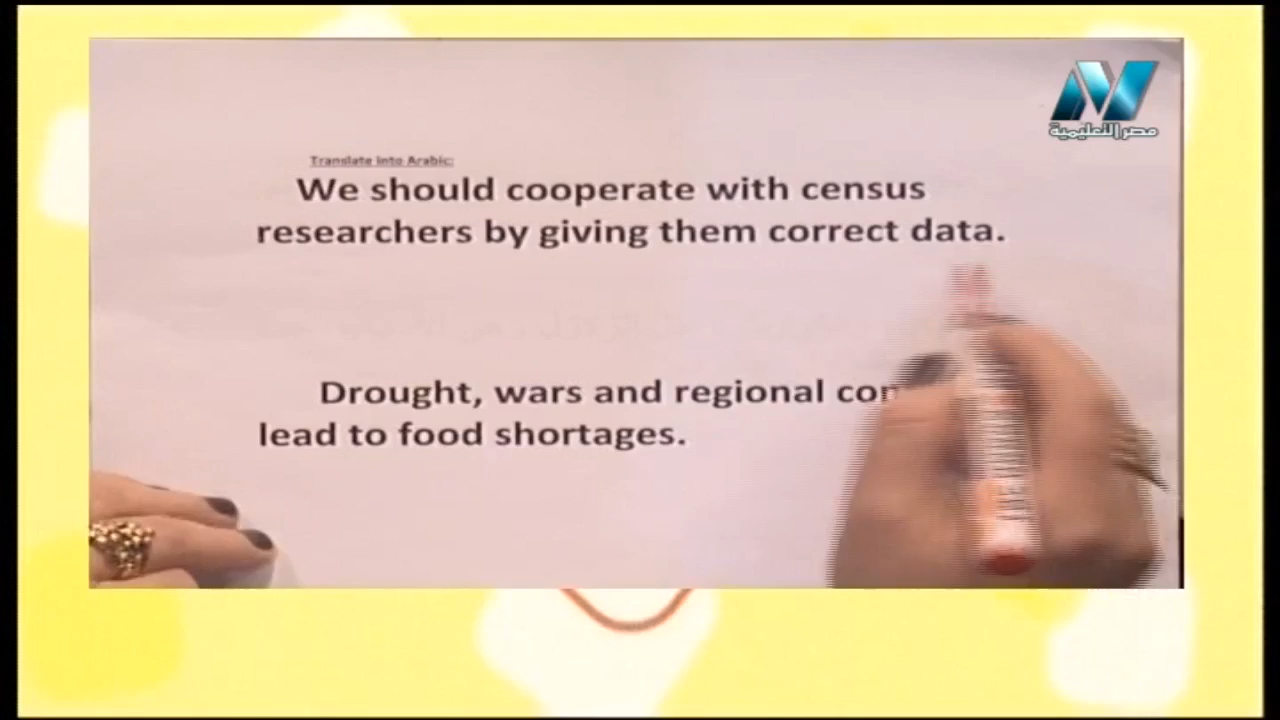 مصر التعليمية
Translate into Arabic:
We should cooperate with census
researchers by giving them correct data.
Drought, wars and regional
lead to food shortages.